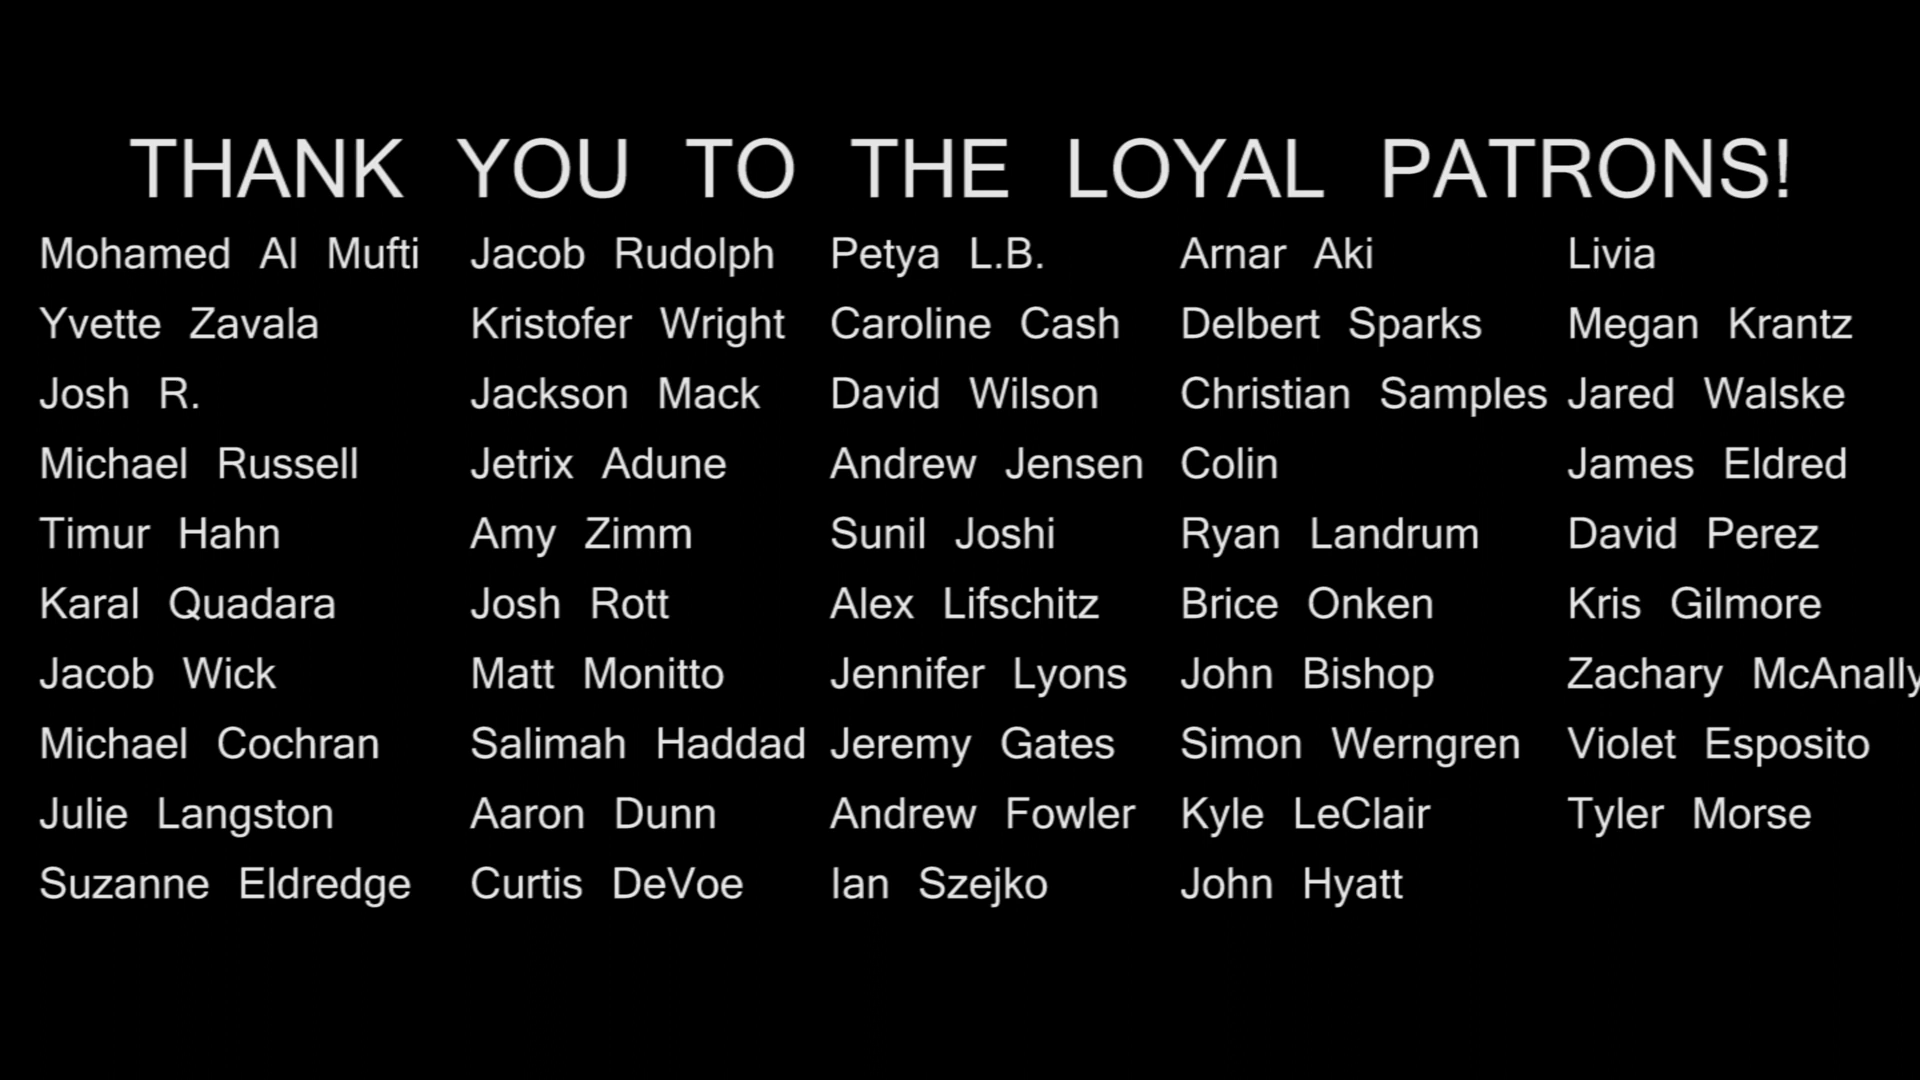 THANK YOU TO THE LOYAL PATRONS!
Mohamed Al Mufti
Yvette Zavala
Josh R.
Michael Russell
Timur Hahn
Karal Quadara
Jacob Wick
Michael Cochran
Julie Langston
Suzanne Eldredge
Jacob Rudolph
Kristofer Wright
Jackson Mack
Jetrix Adune
Amy Zimm
Josh Rott
Matt Monitto
Salimah Haddad
Aaron Dunn
Curtis DeVoe
Petya L.B.
Caroline Cash
David Wilson
Andrew Jensen
Sunil Joshi
Alex Lifschitz
Jennifer Lyons
Jeremy Gates
Andrew Fowler
Ian Szejko
Arnar Aki
Delbert Sparks
Christian Samples
Colin
Ryan Landrum
Brice Onken
John Bishop
Simon Werngren
Kyle LeClair
John Hyatt
Livia
Megan Krantz
Jared Walske
James Eldred
David Perez
Kris Gilmore
Zachary McAnally
Violet Esposito
Tyler Morse